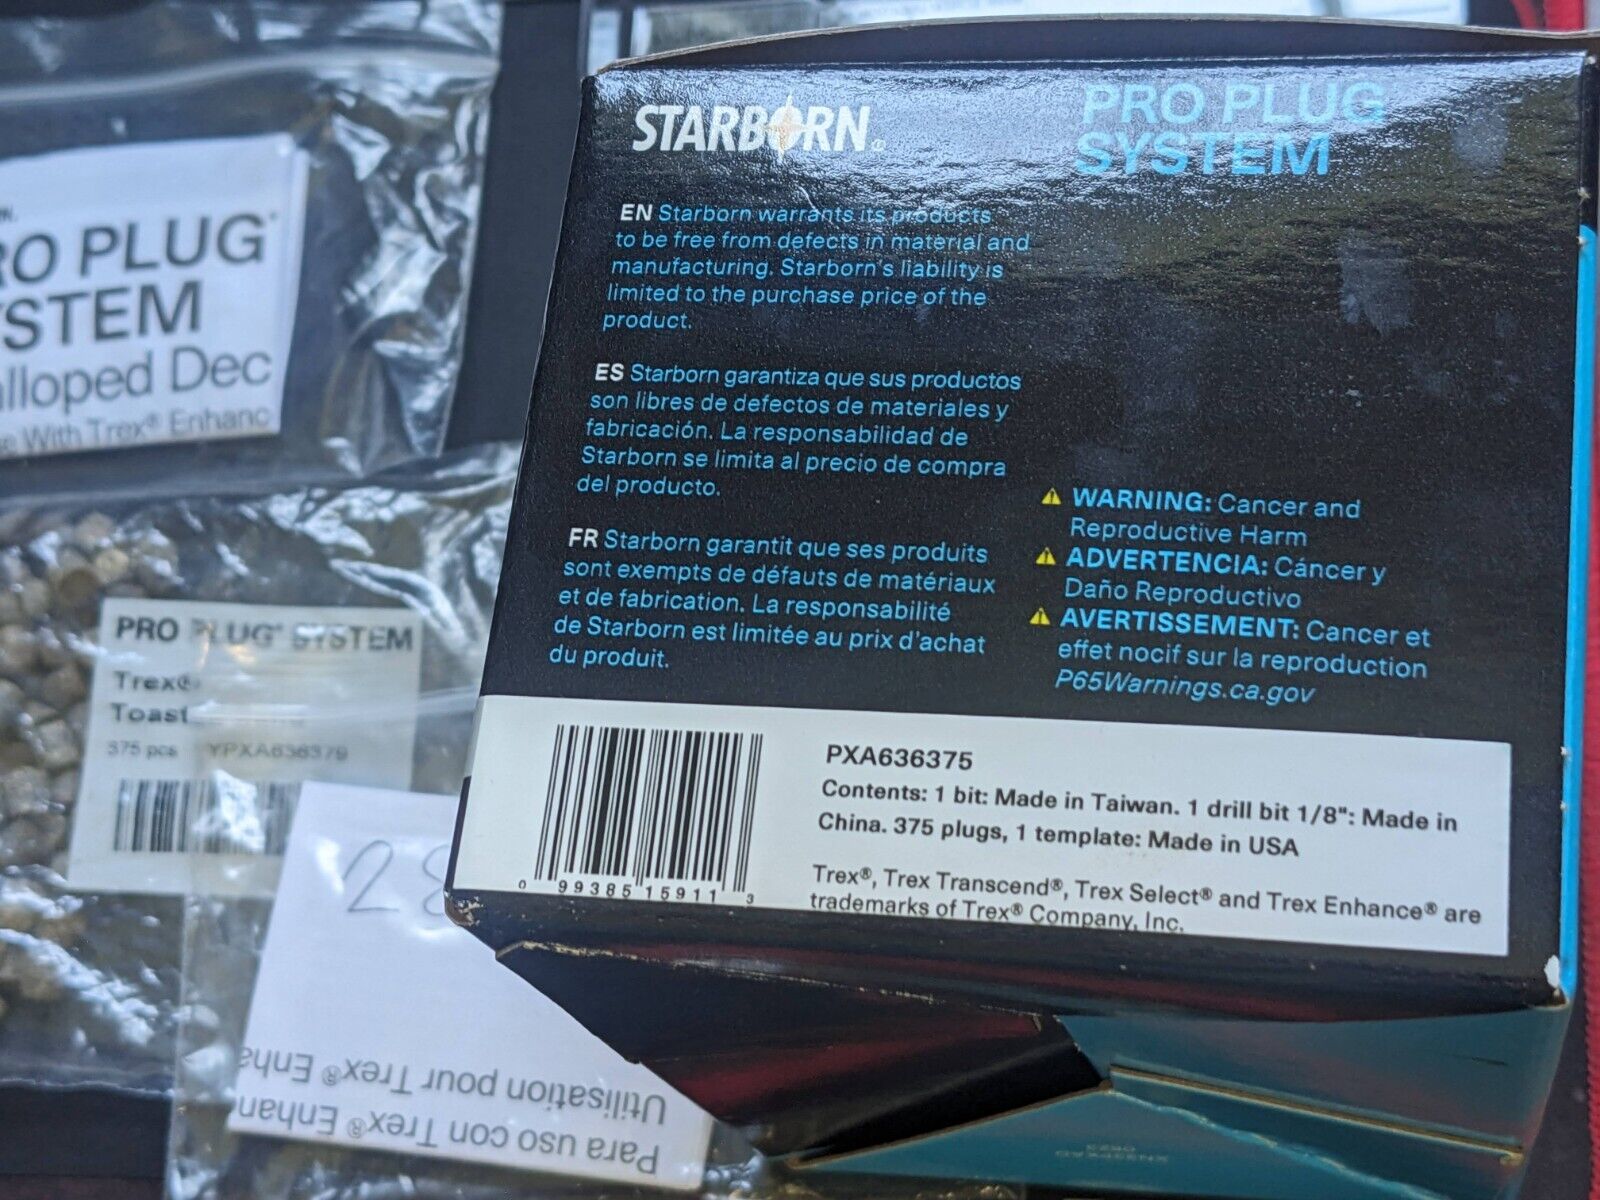 STARBORN®
PRO PLUG
SYSTEM
EN Starborn warrants its products
to be free from defects in material and
manufacturing. Starborn's liability is
limited to the purchase price of the
product.
ES Starborn garantiza que sus productos
son libres de defectos de materiales y
fabricación. La responsabilidad de
Starborn se limita al precio de compra
del producto.
FR Starborn garantit que ses produits
sont exempts de défauts de matériaux
et de fabrication. La responsabilité
de Starborn est limitée au prix d'achat
du produit.
WARNING: Cancer and
Reproductive Harm
ADVERTENCIA: Cáncer y
Daño Reproductivo
AVERTISSEMENT: Cancer et
effet nocif sur la reproduction
P65Warnings.ca.gov
0 99385 15911 3
PXA636375
Contents: 1 bit: Made in Taiwan. 1 drill bit 1/8": Made in
China. 375 plugs, 1 template: Made in USA
Trex®, Trex Transcend®, Trex Select® and Trex Enhance® are
trademarks of Trex® Company, Inc.
RO PLUG
YSTEM
alloped Dec
With Trex® Enhanc
PRO PLUG® SYSTEM
Trex®
Toast
375 pcs YPXA636379
28
Para uso con Trex® Enhanc
Utilisation pour Trex® Enha